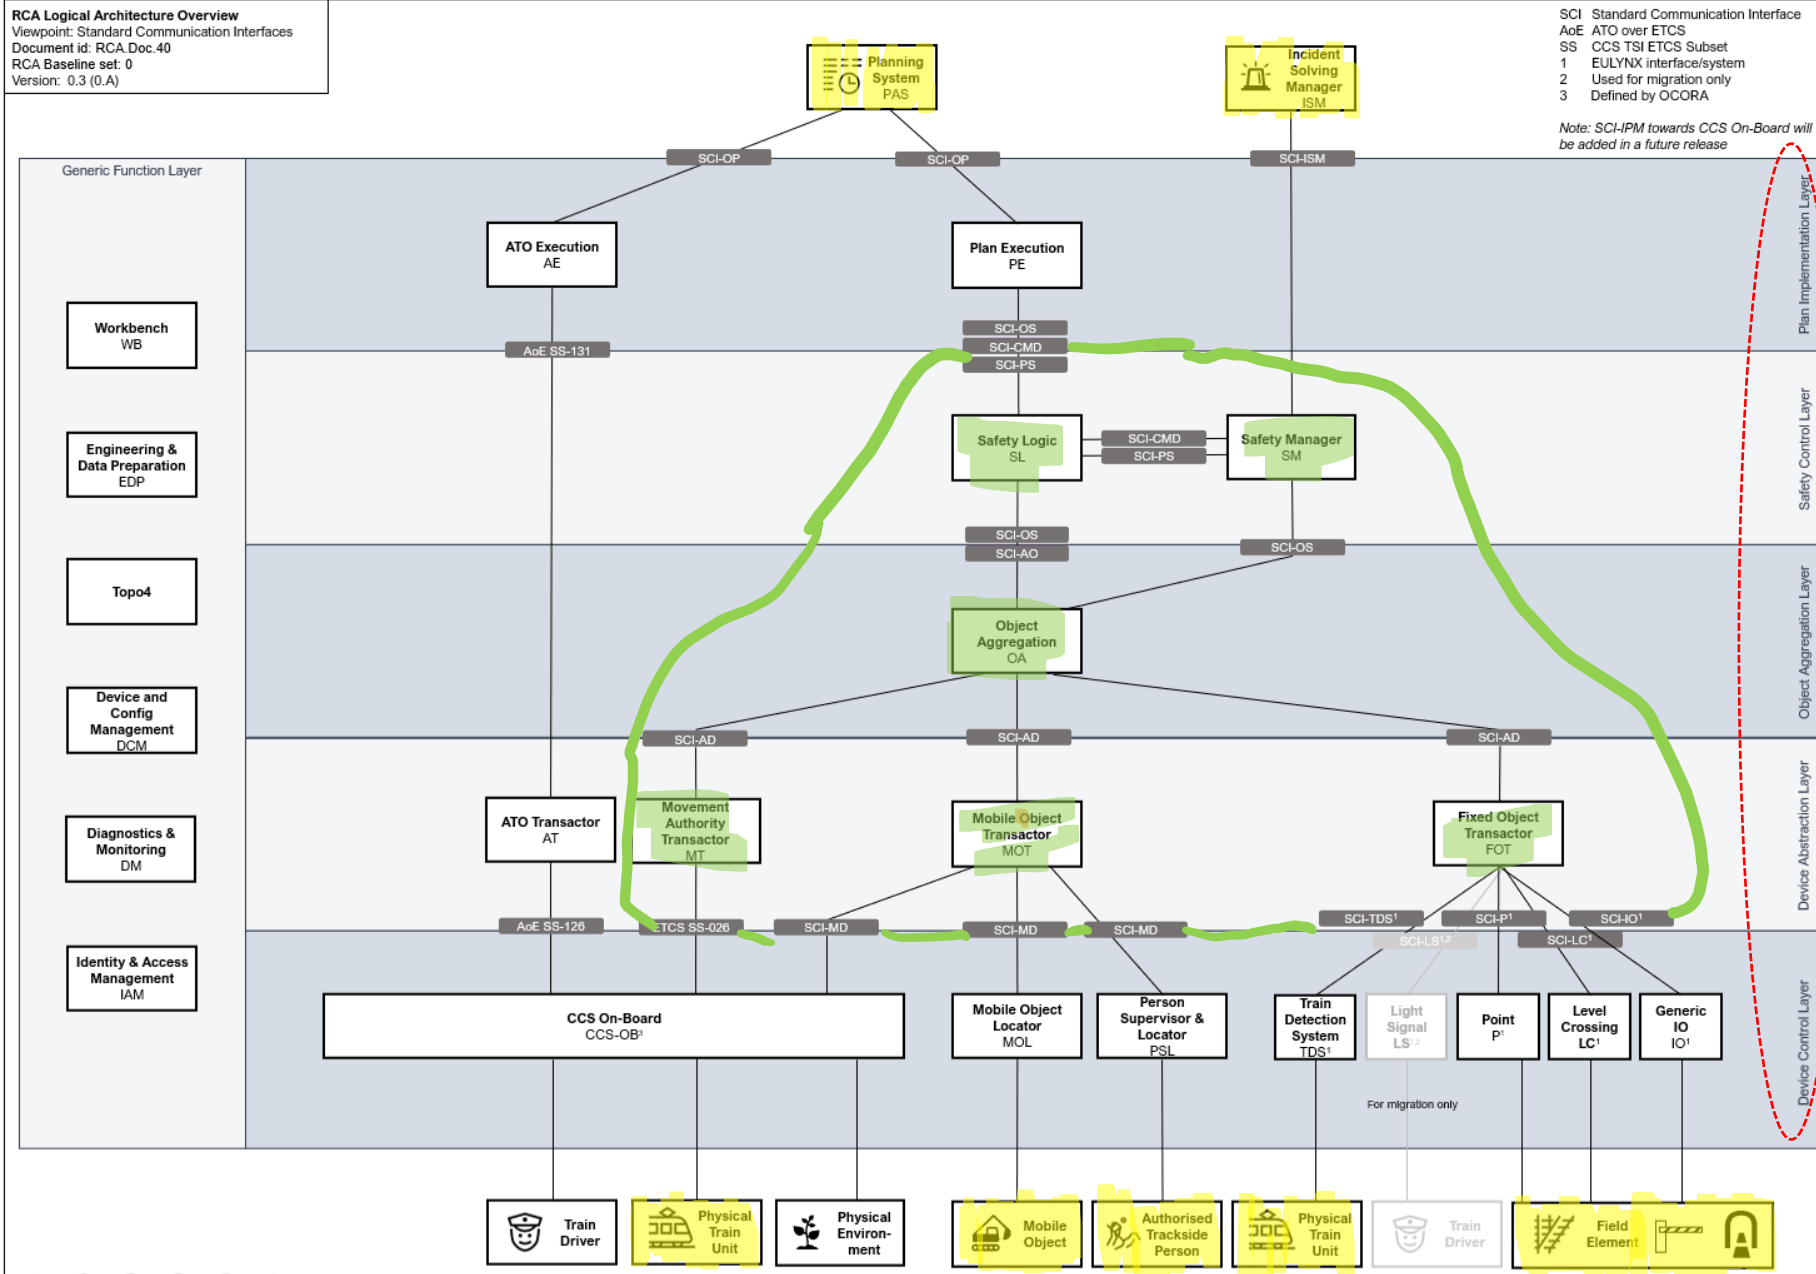 RCA Logical Architecture Overview
Viewpoint: Standard Communication Interfaces
Document id: RCA.Doc.40
RCA Baseline set: 0
Version: 0.3 (0.A)
SCI Standard Communication Interface
AoE ATO over ETCS
SS CCS TSI ETCS Subset
1 EULYNX interface/system
2 Used for migration only
3 Defined by OCORA
Note: SCI-IPM towards CCS On-Board will
be added in a future release
Planning
System
PAS
Incident
Solving
Manager
ISM
SCI-OP
SCI-OP
SCI-ISM
Generic Function Layer
Plan Implementation Layer
ATO Execution
AE
Plan Execution
PE
Workbench
WB
AoE SS-131
SCI-OS
SCI-CMD
SCI-PS
Safety Control Layer
Engineering &
Data Preparation
EDP
Safety Logic
SL
SCI-CMD
SCI-PS
Safety Manager
SM
SCI-OS
SCI-AO
SCI-OS
Object Aggregation Layer
Topo4
Object
Aggregation
OA
Device and
Config
Management
DCM
SCI-AD
SCI-AD
SCI-AD
Device Abstraction Layer
Diagnostics &
Monitoring
DM
ATO Transactor
AT
Movement
Authority
Transactor
MT
Mobile Object
Transactor
MOT
Fixed Object
Transactor
FOT
AoE SS-126
ETCS SS-026
SCI-MD
SCI-MD
SCI-MD
SCI-TDS¹
SCI-P¹
SCI-IO¹
SCI-LS¹·²
SCI-LC¹
Device Control Layer
Identity & Access
Management
IAM
CCS On-Board
CCS-OB³
Mobile Object
Locator
MOL
Person
Supervisor &
Locator
PSL
Train
Detection
System
TDS¹
Light
Signal
LS¹·²
Point
P¹
Level
Crossing
LC¹
Generic
IO
IO¹
For migration only
Train
Driver
Physical
Train
Unit
Physical
Environ-
ment
Mobile
Object
Authorised
Trackside
Person
Physical
Train
Unit
Train
Driver
Field
Element